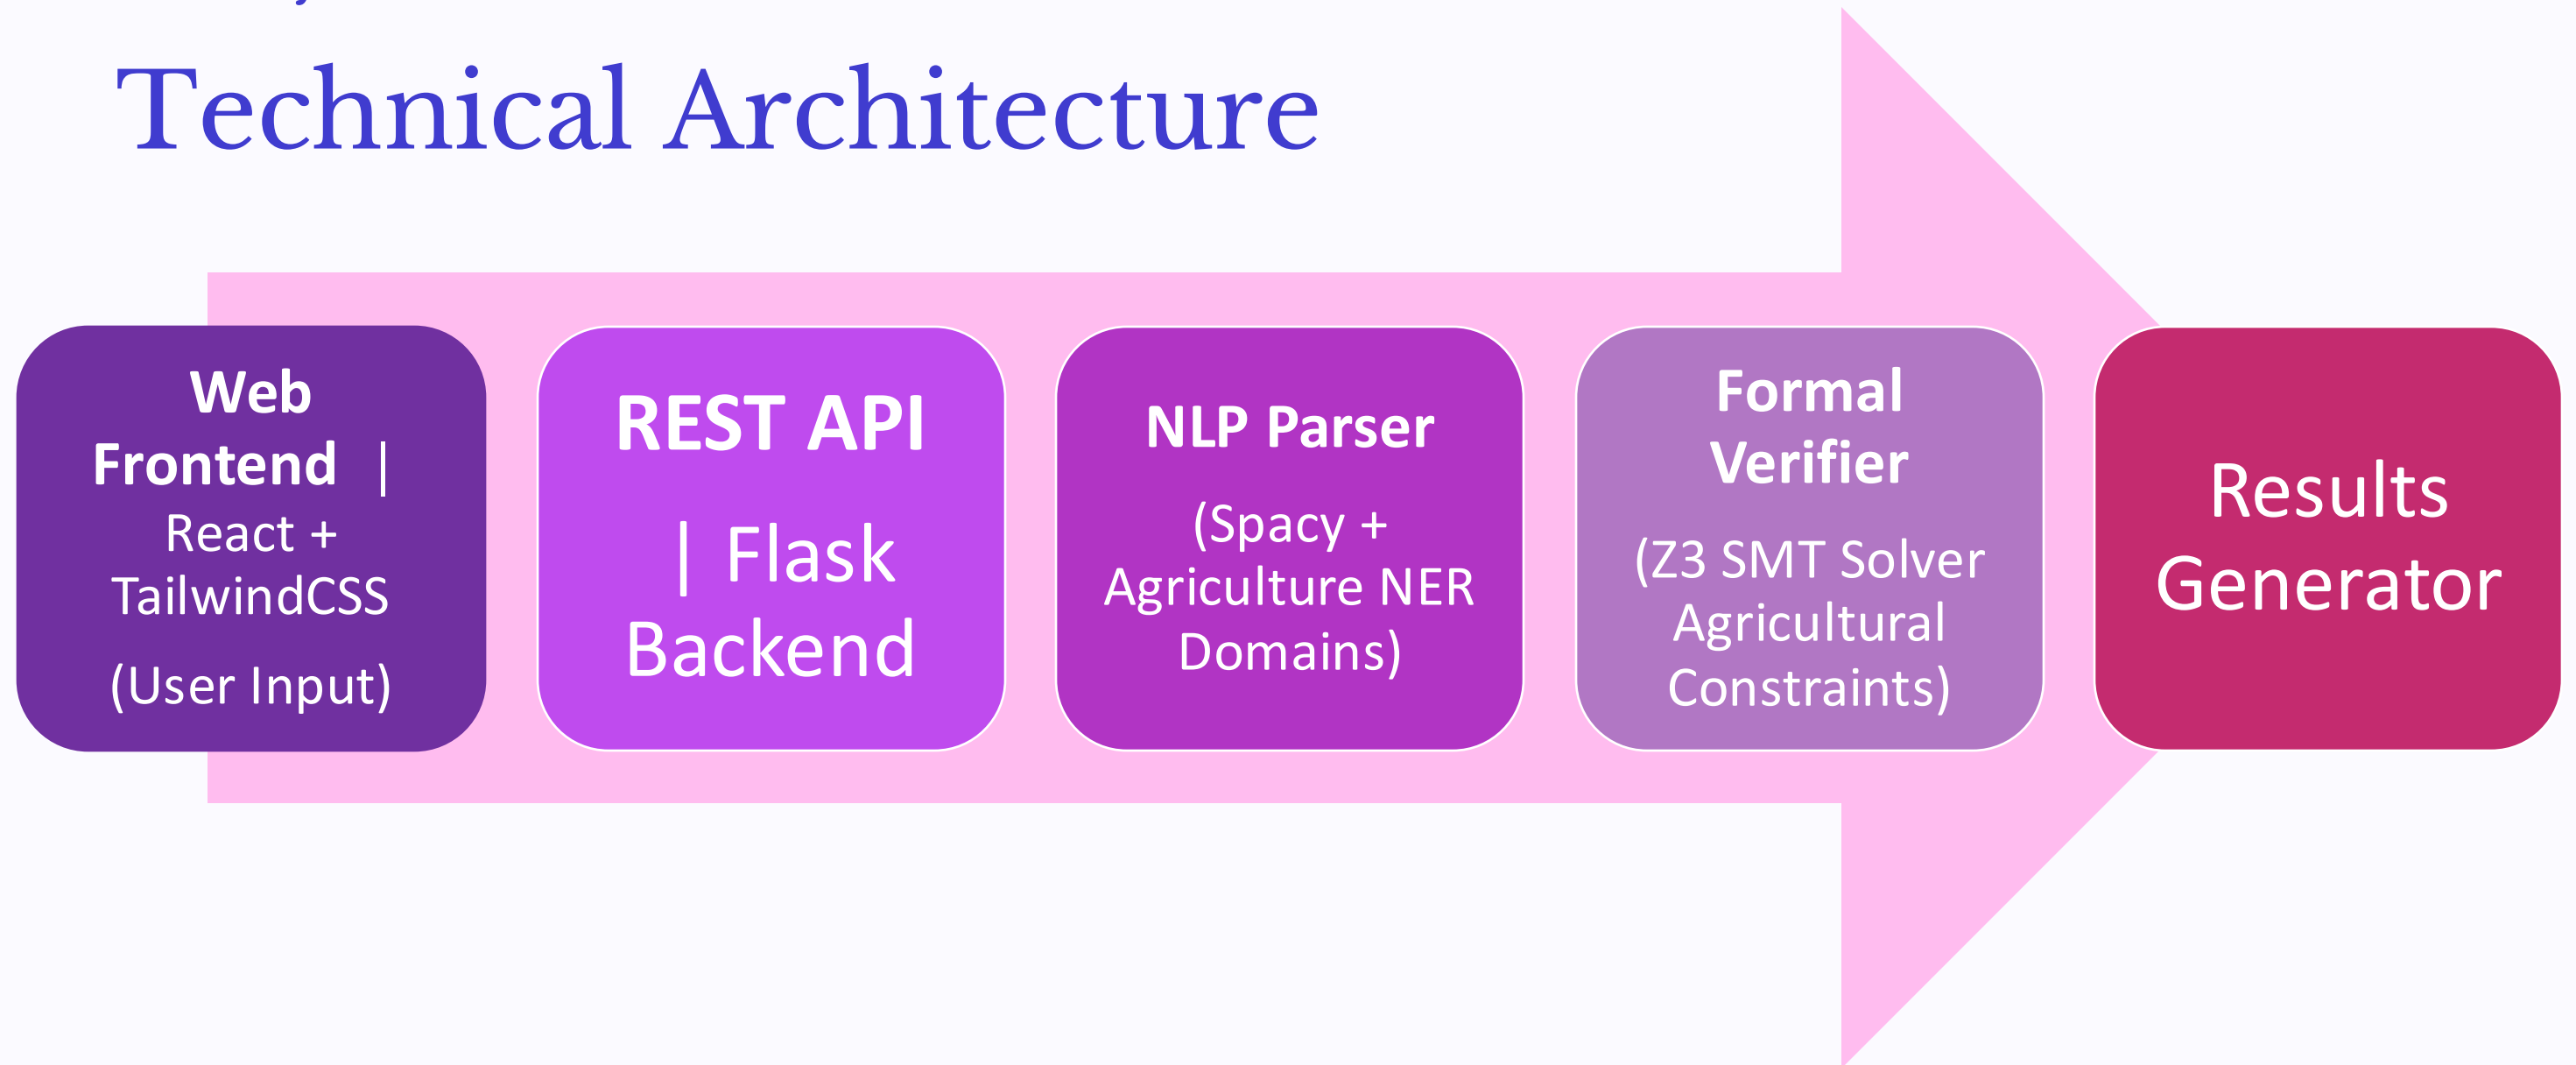 Technical Architecture
Web
Frontend |
React +
TailwindCSS
(User Input)
REST API
| Flask
Backend
NLP Parser
(Spacy +
Agriculture NER
Domains)
Formal
Verifier
(Z3 SMT Solver
Agricultural
Constraints)
Results
Generator